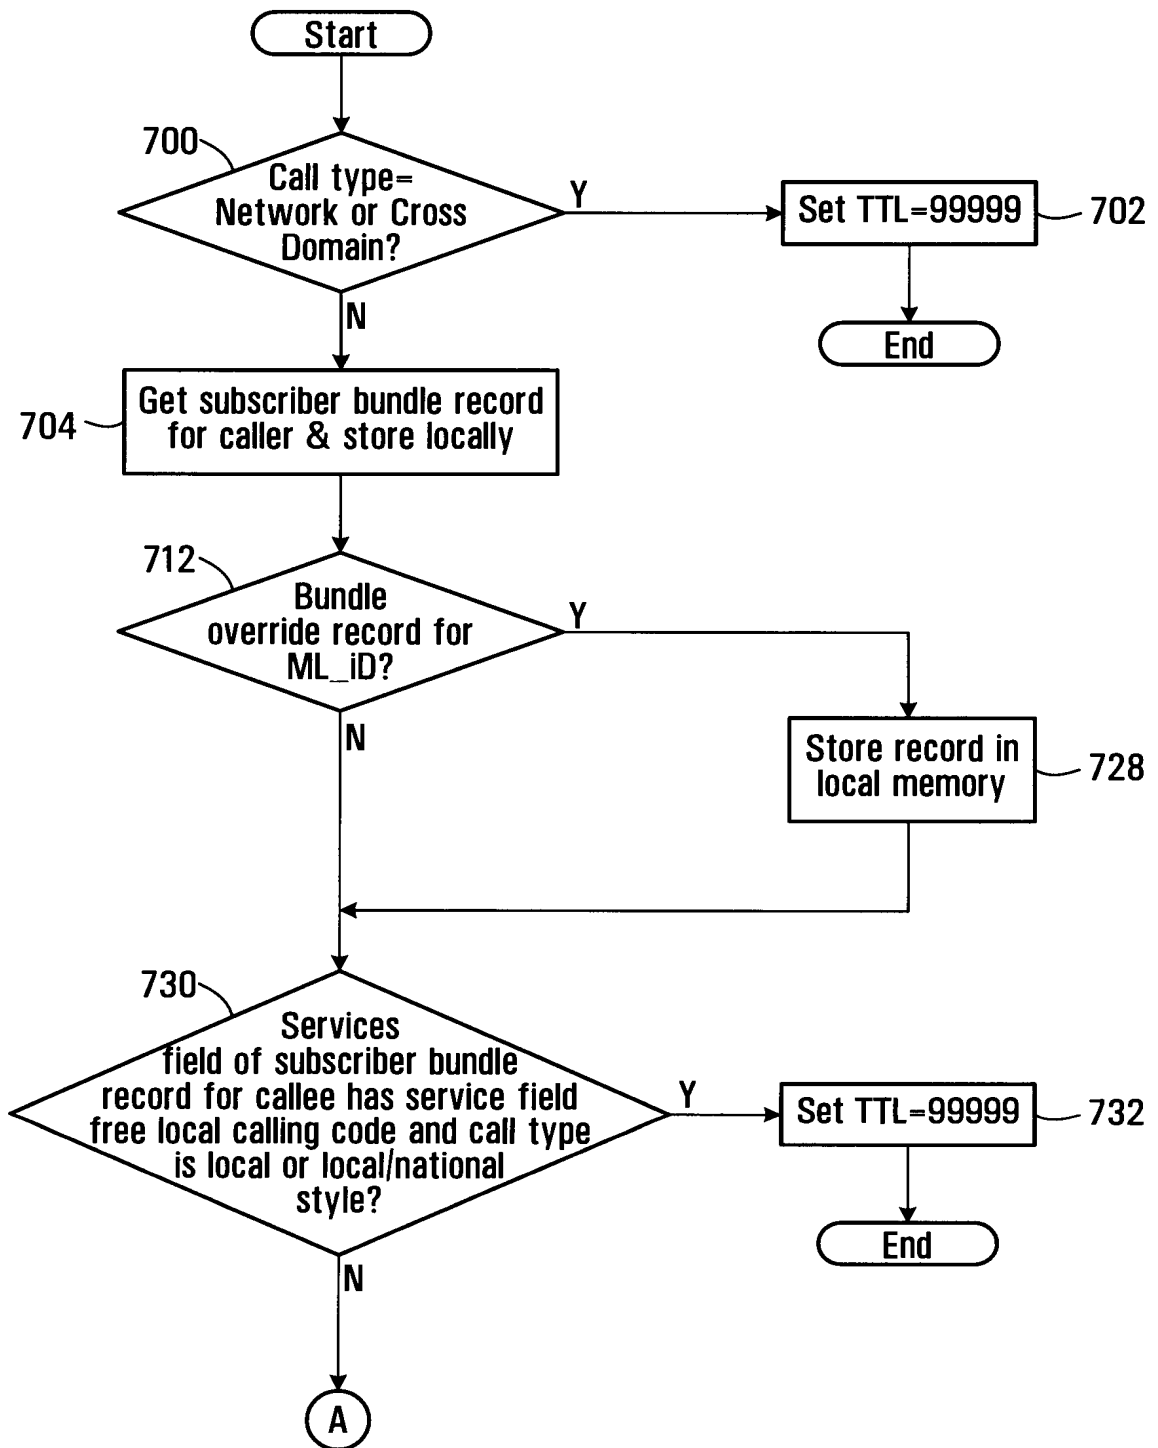 Start
700
Call type=
Network or Cross
Domain?
Y
Set TTL=99999
702
N
End
704
Get subscriber bundle record
for caller & store locally
712
Bundle
override record for
ML_iD?
Y
N
Store record in
local memory
728
730
Services
field of subscriber bundle
record for callee has service field
free local calling code and call type
is local or local/national
style?
Y
Set TTL=99999
732
End
N
A